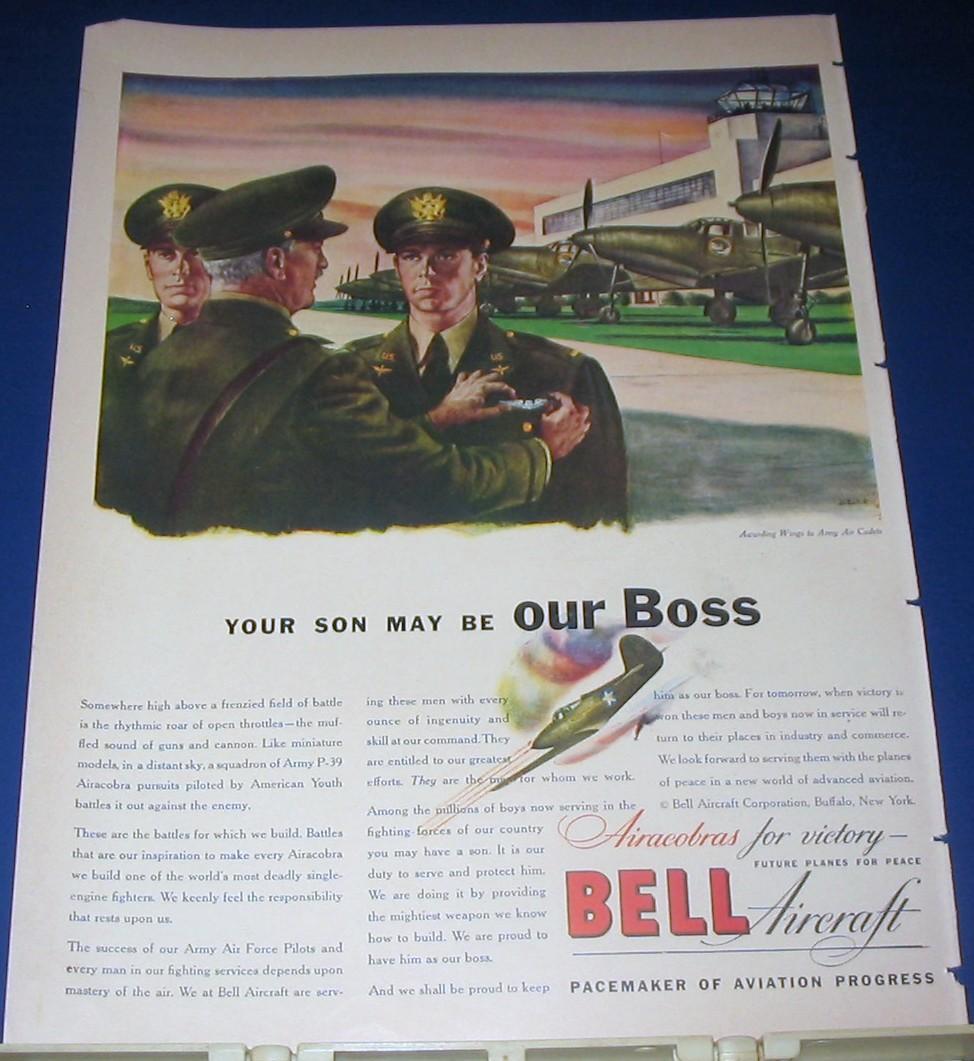 US
US
US
Awarding Wings to Army Air Cadets
YOUR SON MAY BE our Boss
Somewhere high above a frenzied field of battle
is the rhythmic roar of open throttles—the muf-
fled sound of guns and cannon. Like miniature
models, in a distant sky, a squadron of Army P-39
Airacobra pursuits piloted by American Youth
battles it out against the enemy.
These are the battles for which we build. Battles
that are our inspiration to make every Airacobra
we build one of the world's most deadly single-
engine fighters. We keenly feel the responsibility
that rests upon us.
The success of our Army Air Force Pilots and
every man in our fighting services depends upon
mastery of the air. We at Bell Aircraft are serv-
ing these men with every
ounce of ingenuity and
skill at our command. They
are entitled to our greatest
efforts. They are the men for whom we work.
Among the millions of boys now serving in the
fighting forces of our country
you may have a son. It is our
duty to serve and protect him.
We are doing it by providing
the mightiest weapon we know
how to build. We are proud to
have him as our boss.
And we shall be proud to keep
him as our boss. For tomorrow, when victory is
won these men and boys now in service will re-
turn to their places in industry and commerce.
We look forward to serving them with the planes
of peace in a new world of advanced aviation.
© Bell Aircraft Corporation, Buffalo, New York.
Airacobras for victory—
FUTURE PLANES FOR PEACE
BELL Aircraft
PACEMAKER OF AVIATION PROGRESS